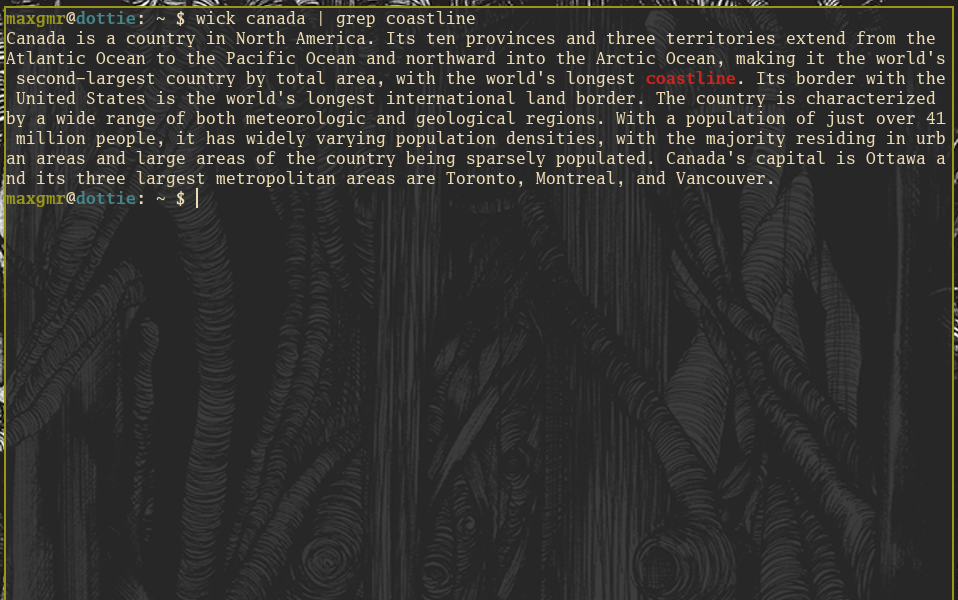 maxgmr@dottie: ~ $ wick canada | grep coastline
Canada is a country in North America. Its ten provinces and three territories extend from the
Atlantic Ocean to the Pacific Ocean and northward into the Arctic Ocean, making it the world's
second-largest country by total area, with the world's longest coastline. Its border with the
United States is the world's longest international land border. The country is characterized
by a wide range of both meteorologic and geological regions. With a population of just over 41
million people, it has widely varying population densities, with the majority residing in urb
an areas and large areas of the country being sparsely populated. Canada's capital is Ottawa a
nd its three largest metropolitan areas are Toronto, Montreal, and Vancouver.
maxgmr@dottie: ~ $